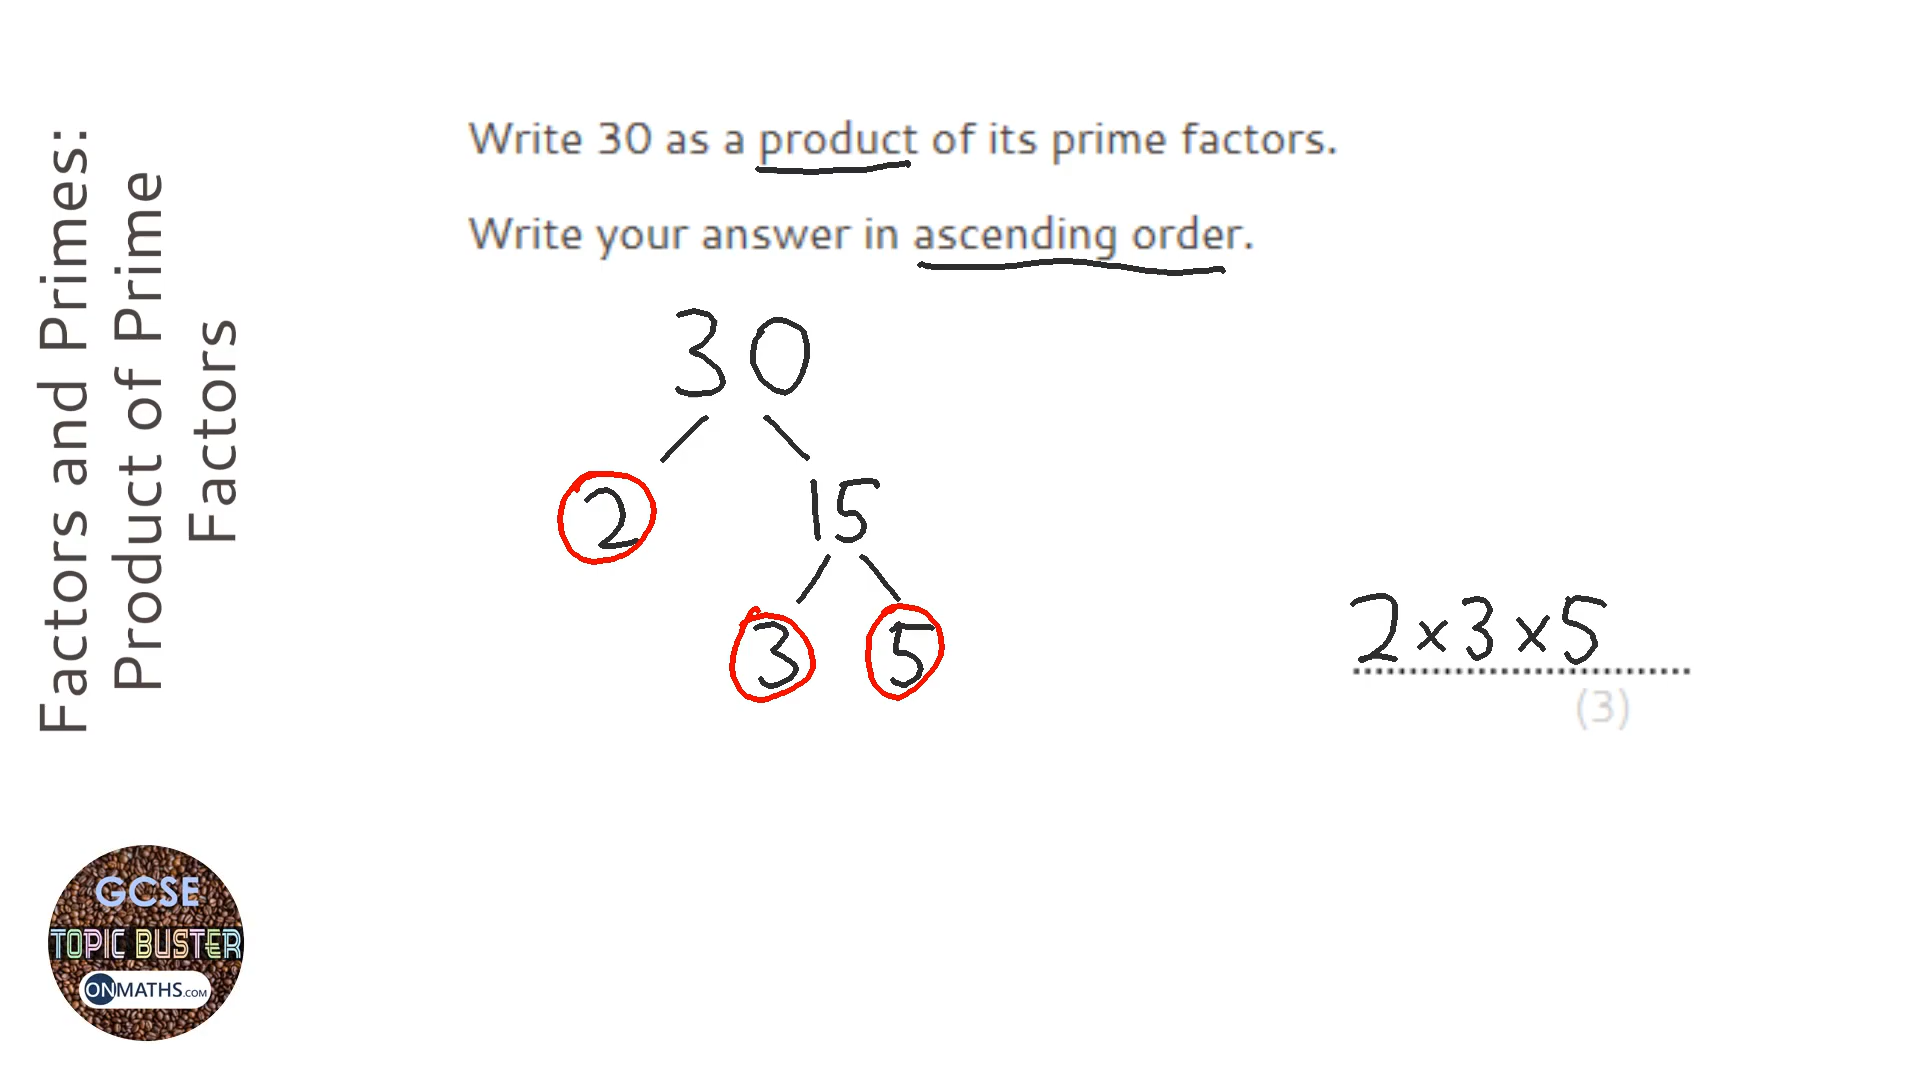 Factors and Primes:
Product of Prime
Factors
Write 30 as a product of its prime factors.
Write your answer in ascending order.
30
2 15
3 5
2×3×5
(3)
GCSE
TOPIC BUSTER
ONMATHS.COM